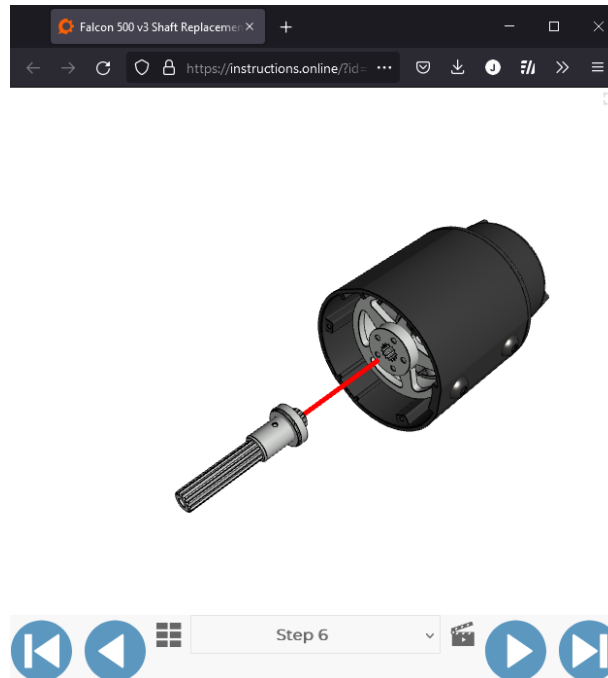 Falcon 500 v3 Shaft Replacemen
https://instructions.online/?id=
J
Step 6